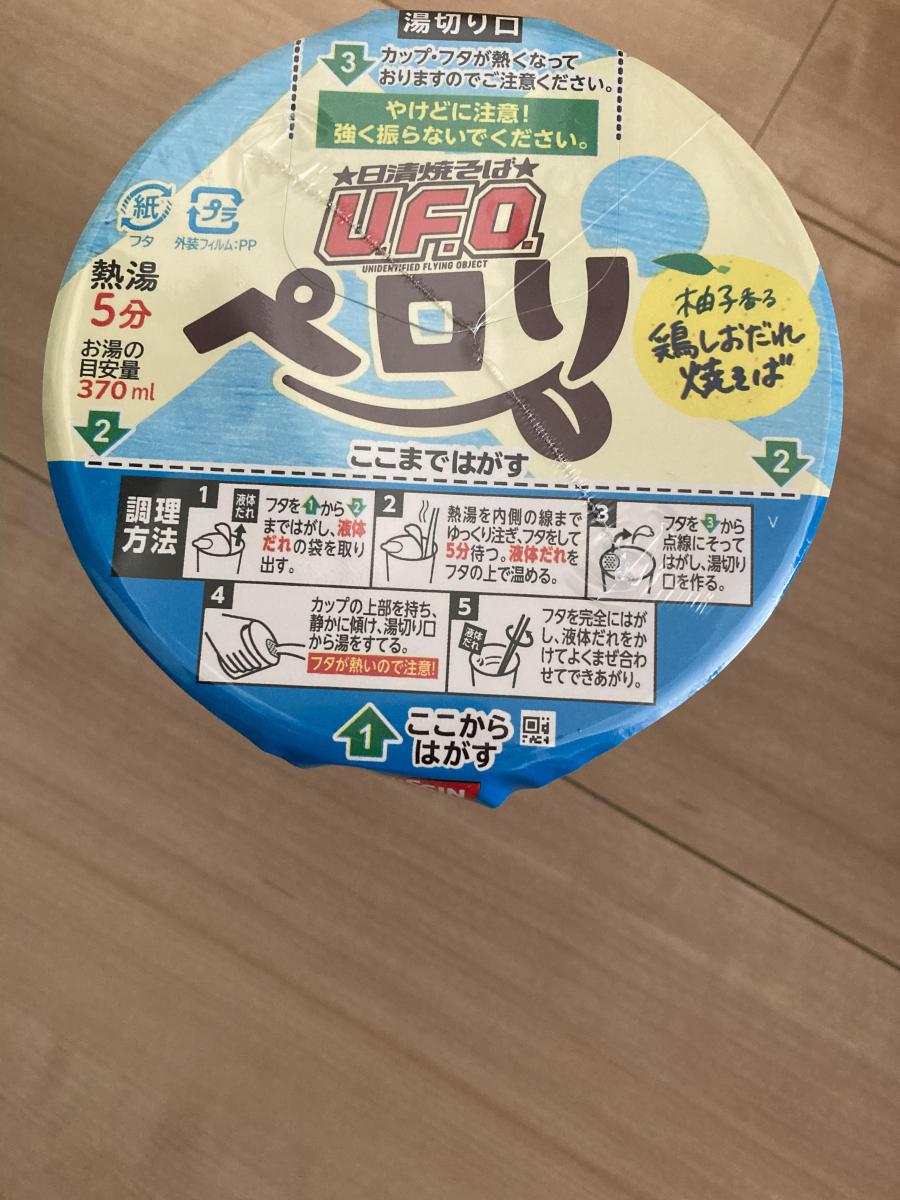 湯切り口
3
カップ・フタが熱くなって
おりますのでご注意ください。
やけどに注意!
強く振らないでください。
★日清焼そば★
U.F.O.
UNIDENTIFIED FLYING OBJECT
ペロリ
紙
フタ
プラ
外装フィルム:PP
熱湯
5分
お湯の
目安量
370ml
柚子香る
鶏しおだれ
焼そば
2
ここまではがす
2
調理
方法
1
液体
だれ
フタを1から2
まではがし、液体
だれの袋を取り
出す。
2
熱湯を内側の線まで
ゆっくり注ぎ、フタをして
5分待つ。液体だれを
フタの上で温める。
3
フタを3から
点線にそって
はがし、湯切り
口を作る。
4
カップの上部を持ち、
静かに傾け、湯切り口
から湯をすてる。
フタが熱いので注意!
5
液体
だれ
フタを完全にはが
し、液体だれをか
けてよくまぜ合わ
せてできあがり。
1
ここから
はがす